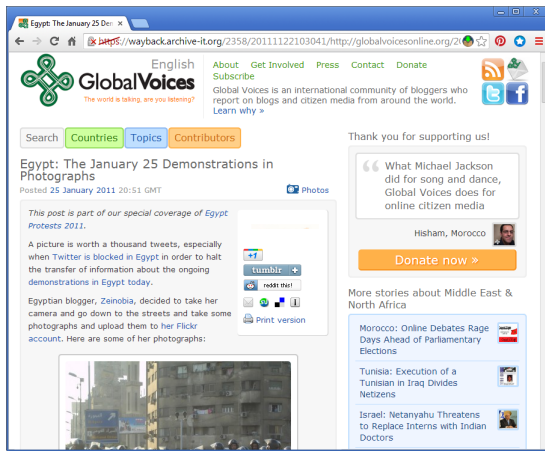 Egypt: The January 25 Den
https://wayback.archive-it.org/2358/20111122103041/http://globalvoicesonline.org/20
English
GlobalVoices
The world is talking, are you listening?
About Get Involved Press Contact Donate
Subscribe
Global Voices is an international community of bloggers who
report on blogs and citizen media from around the world.
Learn why »
Search Countries Topics Contributors
Egypt: The January 25 Demonstrations in
Photographs
Posted 25 January 2011 20:51 GMT
Photos
This post is part of our special coverage of Egypt
Protests 2011.
A picture is worth a thousand tweets, especially
when Twitter is blocked in Egypt in order to halt
the transfer of information about the ongoing
demonstrations in Egypt today.
Egyptian blogger, Zeinobia, decided to take her
camera and go down to the streets and take some
photographs and upload them to her Flickr
account. Here are some of her photographs:
+1
tumblr +
reddit this!
Print version
Thank you for supporting us!
What Michael Jackson
did for song and dance,
Global Voices does for
online citizen media
Hisham, Morocco
Donate now »
More stories about Middle East &
North Africa
Morocco: Online Debates Rage
Days Ahead of Parliamentary
Elections
Tunisia: Execution of a
Tunisian in Iraq Divides
Netizens
Israel: Netanyahu Threatens
to Replace Interns with Indian
Doctors